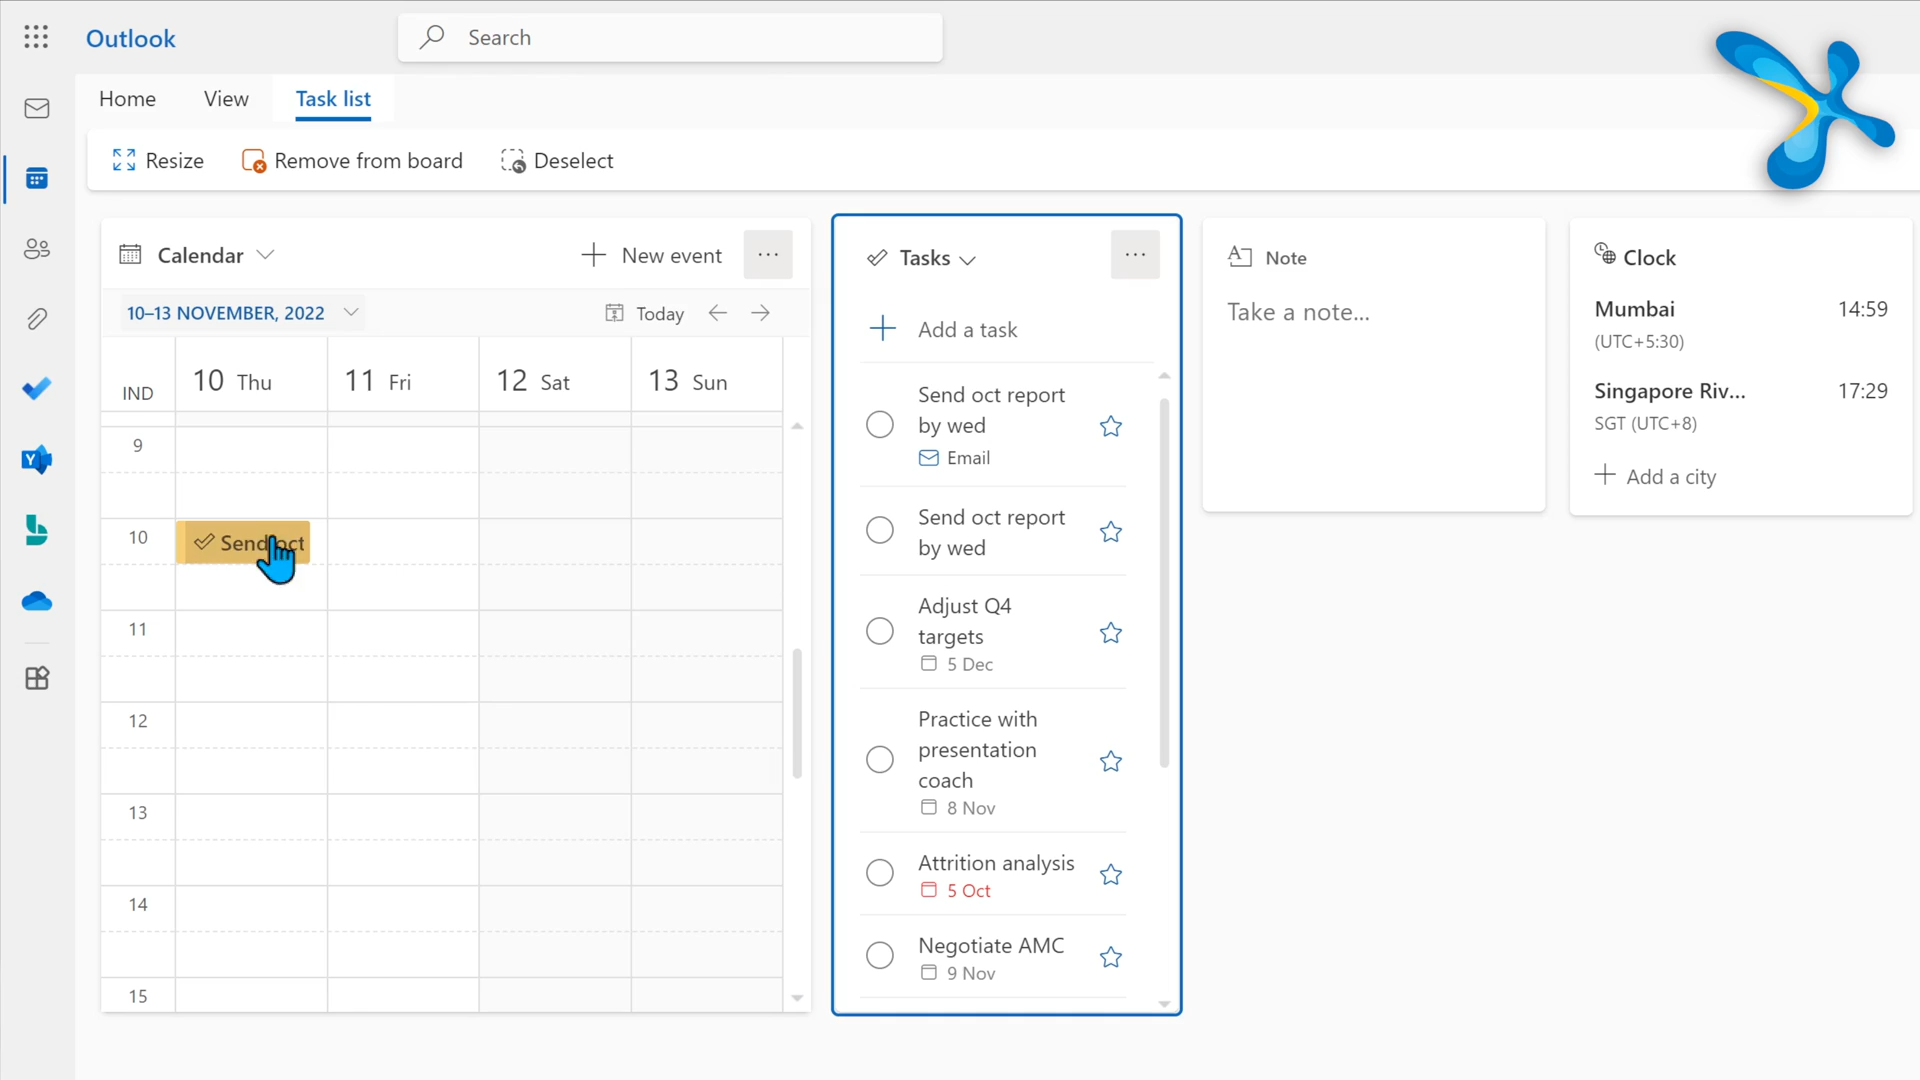 Outlook
Search
Home
View
Task list
Resize
Remove from board
Deselect
Calendar
New event
10–13 NOVEMBER, 2022
Today
IND
10 Thu
11 Fri
12 Sat
13 Sun
9
10
11
12
13
14
15
Send oct
Tasks
Add a task
Send oct report
by wed
Email
Send oct report
by wed
Adjust Q4
targets
5 Dec
Practice with
presentation
coach
8 Nov
Attrition analysis
5 Oct
Negotiate AMC
9 Nov
Note
Take a note...
Clock
Mumbai 14:59
(UTC+5:30)
Singapore Riv... 17:29
SGT (UTC+8)
Add a city